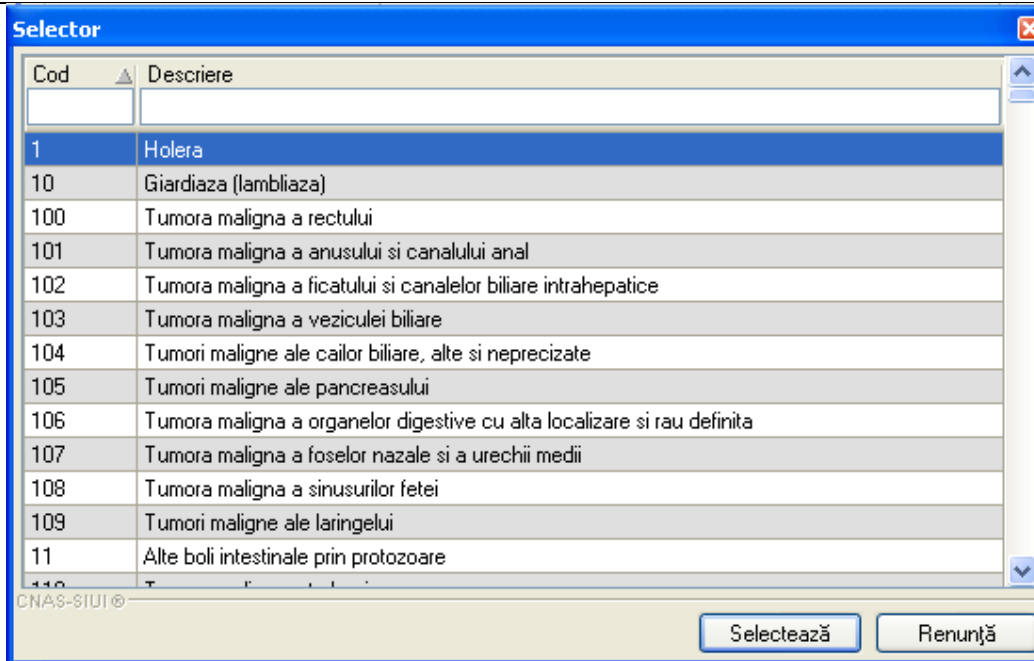 Selector
Cod Descriere
1 Holera
10 Giardiaza (lambliaza)
100 Tumora maligna a rectului
101 Tumora maligna a anusului si canalului anal
102 Tumora maligna a ficatului si canalelor biliare intrahepatice
103 Tumora maligna a veziculei biliare
104 Tumori maligne ale cailor biliare, alte si neprecizate
105 Tumori maligne ale pancreasului
106 Tumora maligna a organelor digestive cu alta localizare si rau definita
107 Tumora maligna a foselor nazale si a urechii medii
108 Tumora maligna a sinusurilor fetei
109 Tumori maligne ale laringelui
11 Alte boli intestinale prin protozoare
CNAS-SIUI®
Selectează Renunţă